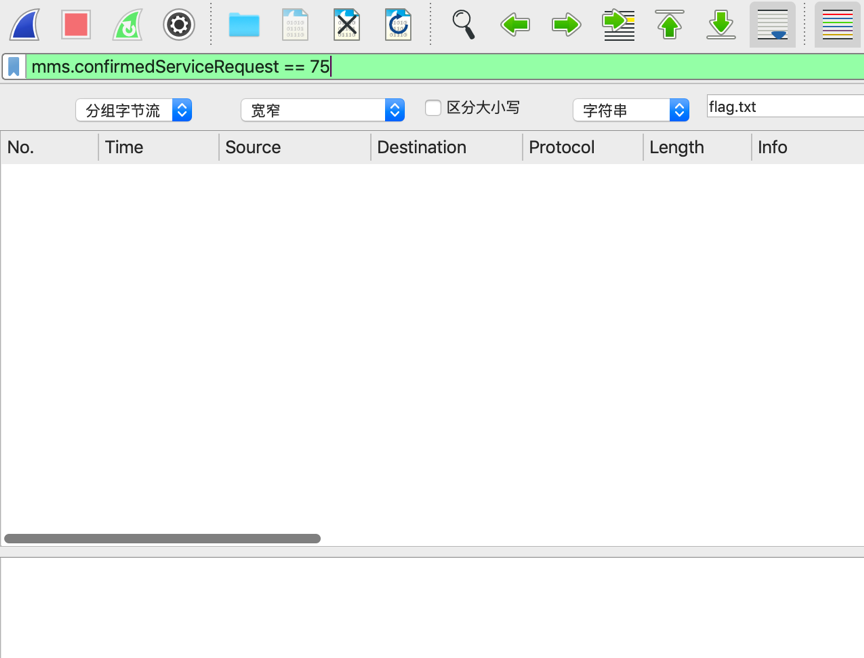 mms.confirmedServiceRequest == 75
分组字节流 宽窄 区分大小写 字符串 flag.txt
No. Time Source Destination Protocol Length Info